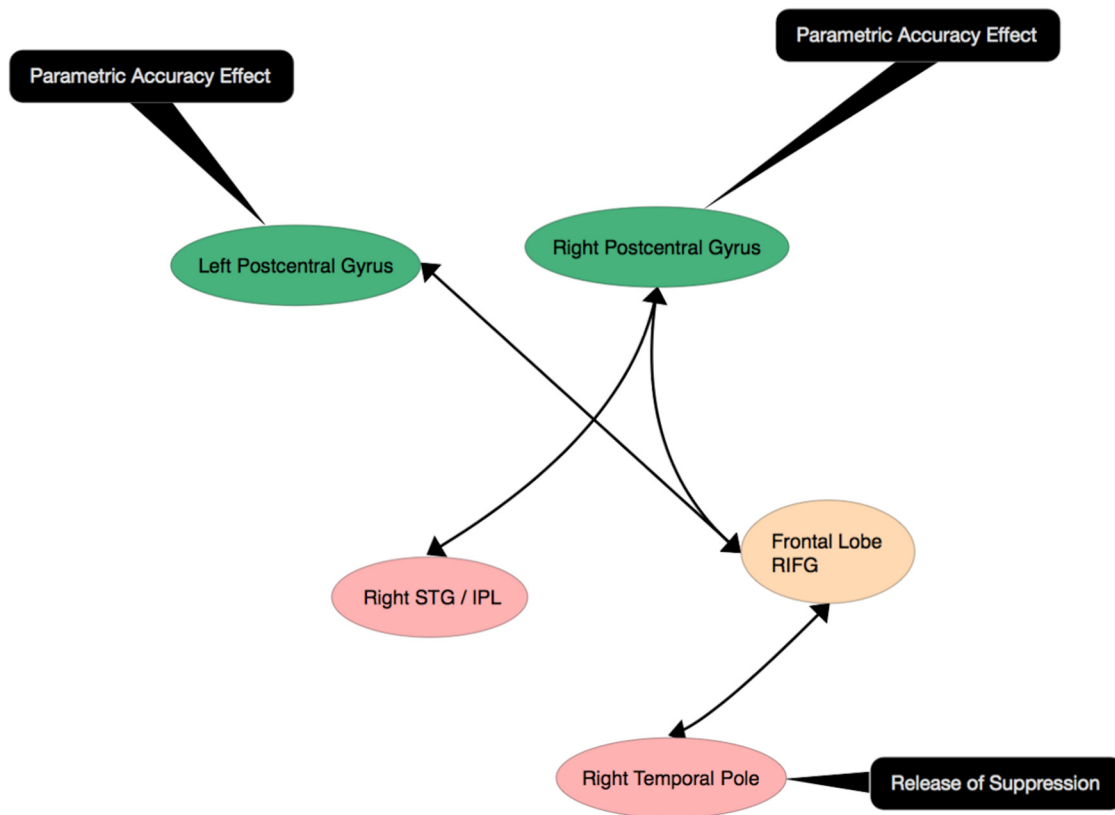 Parametric Accuracy Effect
Parametric Accuracy Effect
Left Postcentral Gyrus
Right Postcentral Gyrus
Right STG / IPL
Frontal Lobe
RIFG
Right Temporal Pole
Release of Suppression